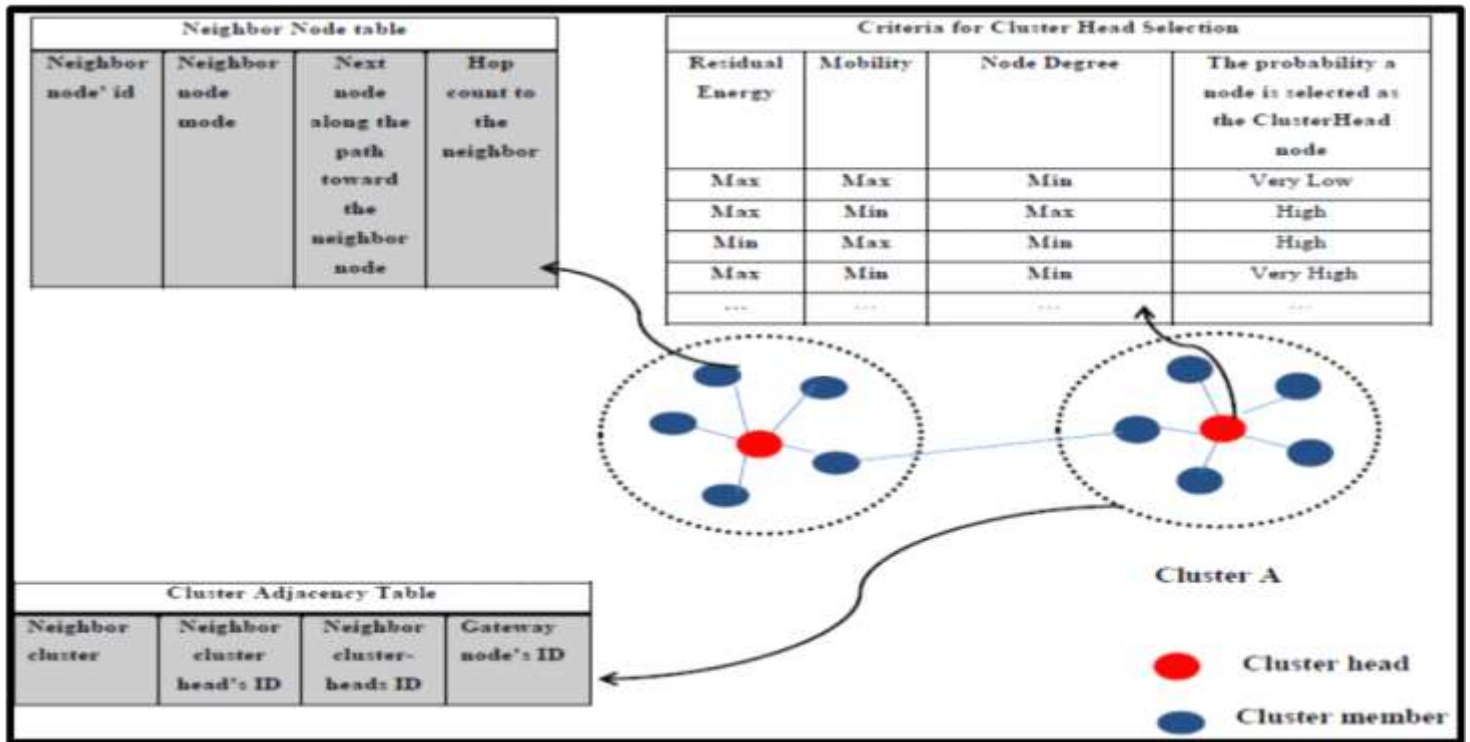 Neighbor Node table
Neighbor node' id
Neighbor node mode
Next node along the path toward the neighbor node
Hop count to the neighbor
Criteria for Cluster Head Selection
Residual Energy
Mobility
Node Degree
The probability a node is selected as the ClusterHead node
Max Max Min Very Low
Max Min Max High
Min Max Min High
Max Min Min Very High
... ... ... ...
Cluster A
Cluster Adjacency Table
Neighbor cluster
Neighbor cluster head's ID
Neighbor cluster-heads ID
Gateway node's ID
Cluster head
Cluster member